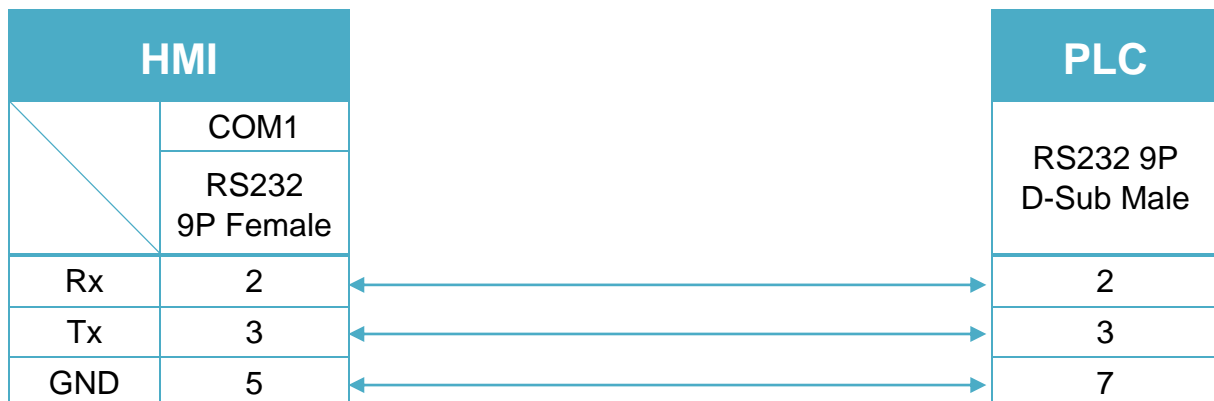 HMI
PLC
COM1
RS232
9P Female
RS232 9P
D-Sub Male
Rx 2 2
Tx 3 3
GND 5 7